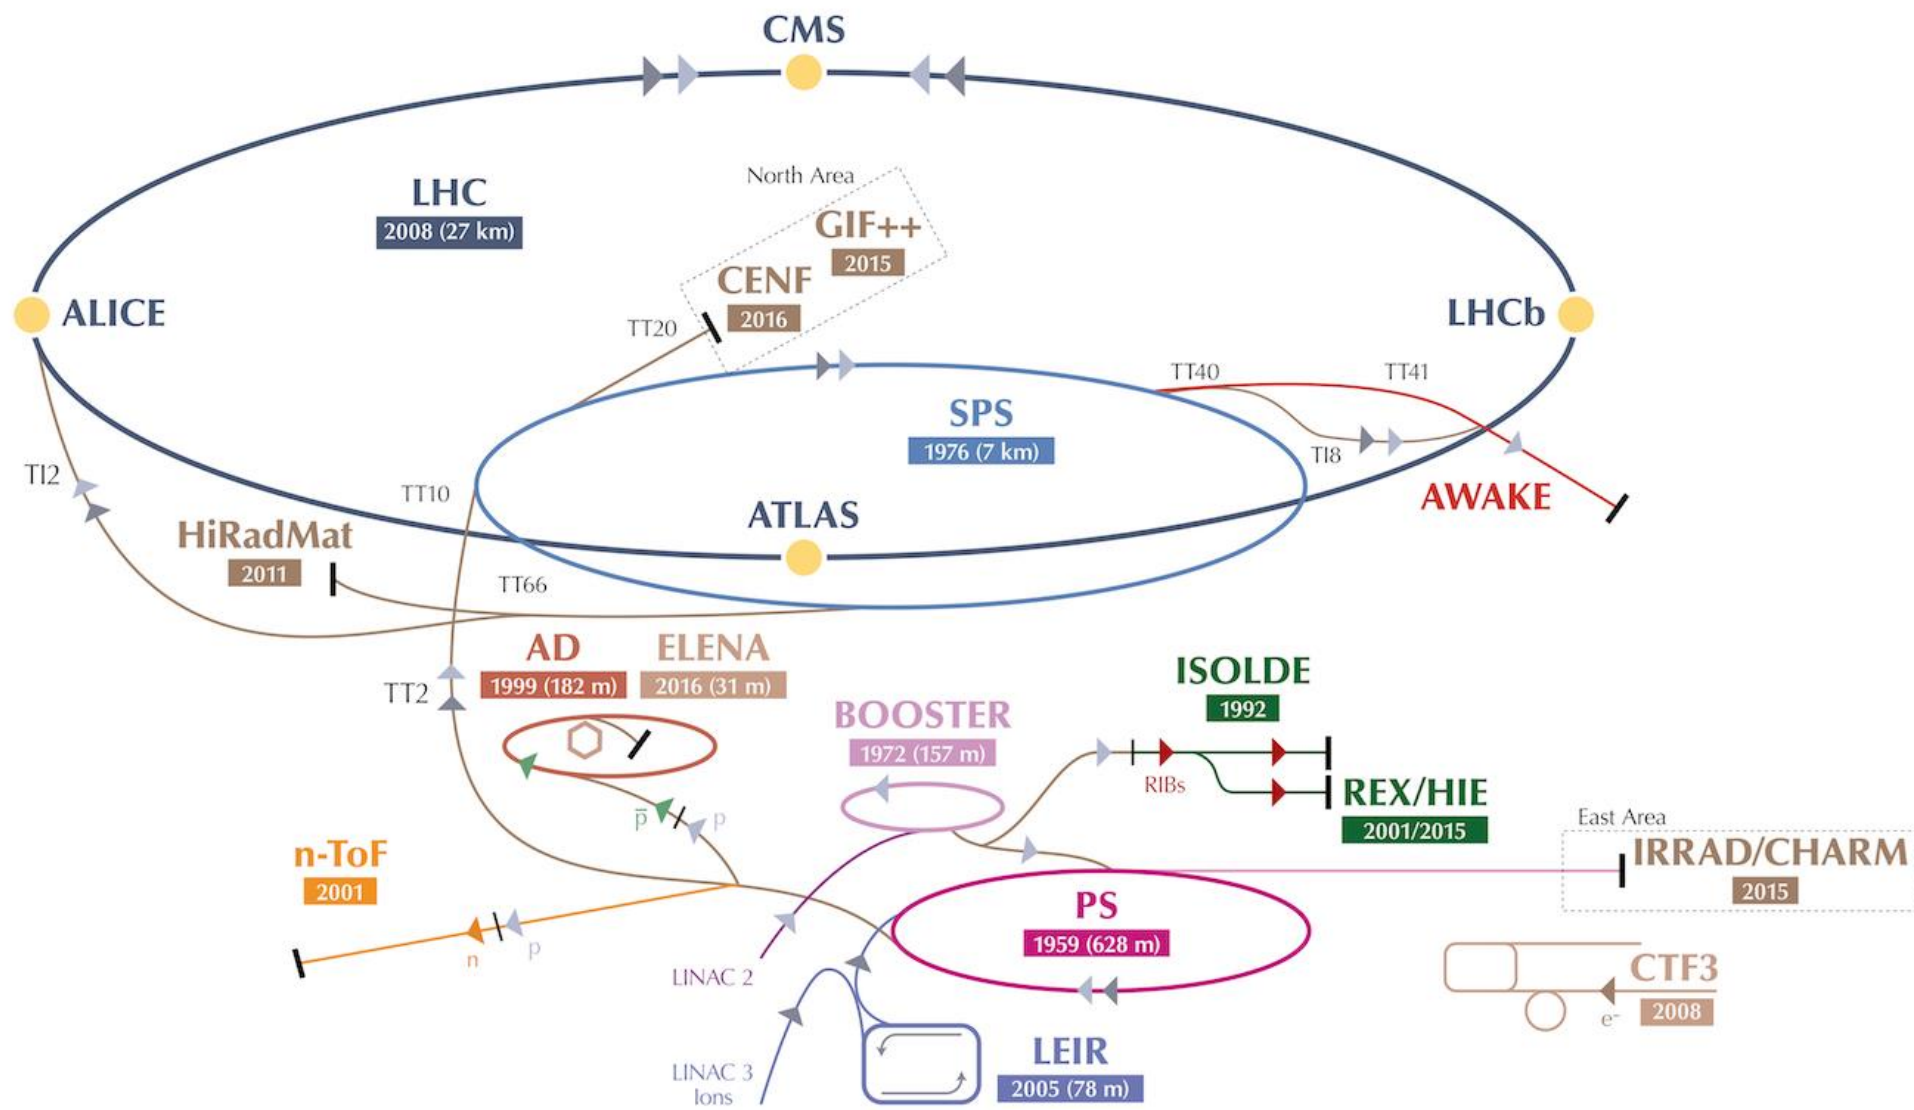 CMS
North Area
LHC
2008 (27 km)
GIF++
2015
CENF
2016
ALICE
LHCb
TT20
TT40
TT41
SPS
1976 (7 km)
TI8
TI2
TT10
AWAKE
ATLAS
HiRadMat
2011
TT66
AD
1999 (182 m)
ELENA
2016 (31 m)
TT2
ISOLDE
1992
BOOSTER
1972 (157 m)
RIBs
REX/HIE
2001/2015
p̅
p
East Area
IRRAD/CHARM
2015
n-ToF
2001
n
p
PS
1959 (628 m)
LINAC 2
CTF3
2008
e-
LEIR
2005 (78 m)
LINAC 3
Ions